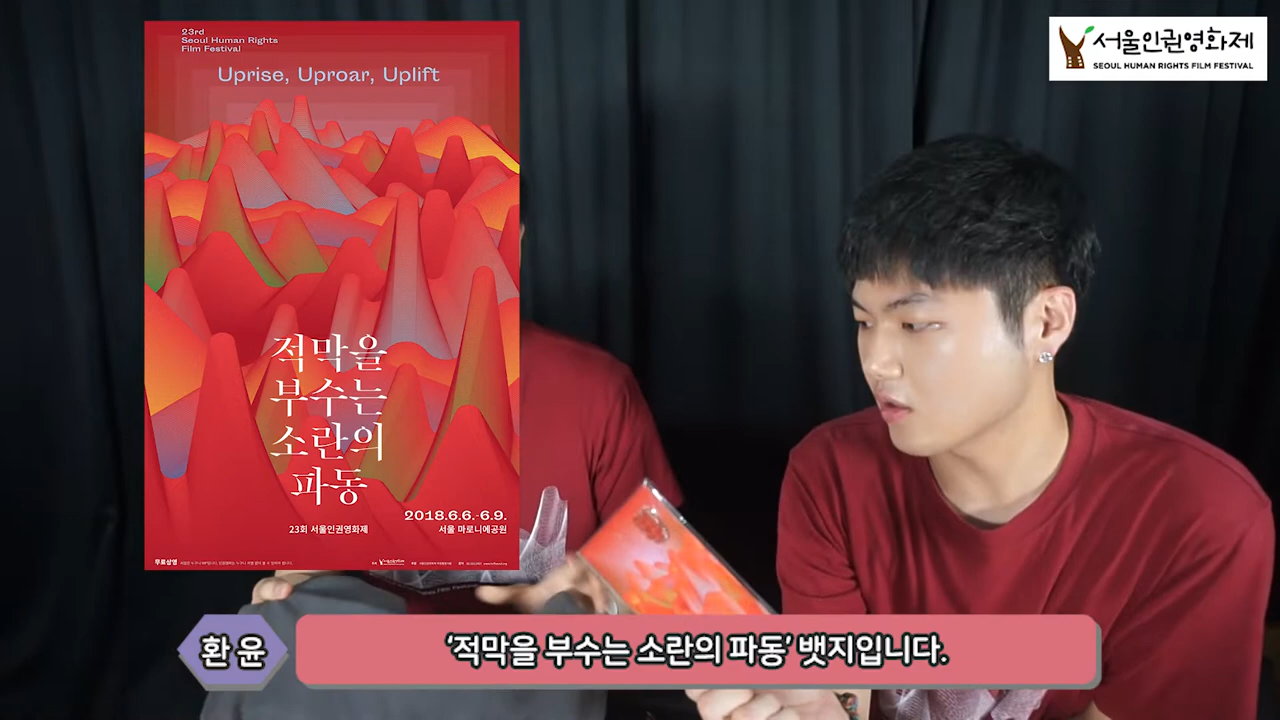 23rd
Seoul Human Rights
Film Festival
Uprise, Uproar, Uplift
적막을
부수는
소란의
파동
2018.6.6.-6.9.
23회 서울인권영화제
서울 마로니에공원
무료상영
서울인권영화제
SEOUL HUMAN RIGHTS FILM FESTIVAL
환윤
‘적막을 부수는 소란의 파동’ 뱃지입니다.